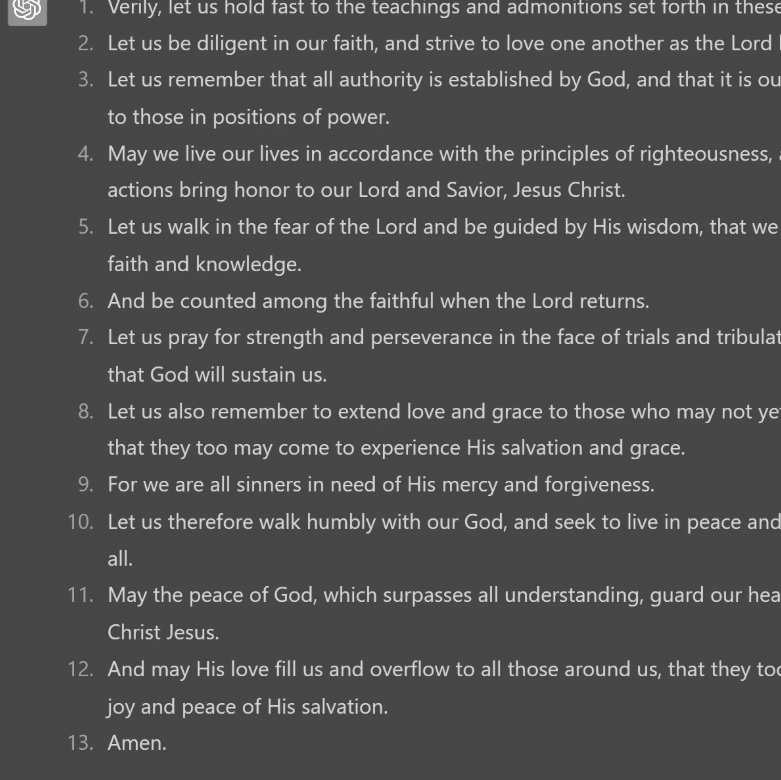 1. Verily, let us hold fast to the teachings and admonitions set forth in these
2. Let us be diligent in our faith, and strive to love one another as the Lord
3. Let us remember that all authority is established by God, and that it is ou
to those in positions of power.
4. May we live our lives in accordance with the principles of righteousness,
actions bring honor to our Lord and Savior, Jesus Christ.
5. Let us walk in the fear of the Lord and be guided by His wisdom, that we
faith and knowledge.
6. And be counted among the faithful when the Lord returns.
7. Let us pray for strength and perseverance in the face of trials and tribulat
that God will sustain us.
8. Let us also remember to extend love and grace to those who may not ye
that they too may come to experience His salvation and grace.
9. For we are all sinners in need of His mercy and forgiveness.
10. Let us therefore walk humbly with our God, and seek to live in peace and
all.
11. May the peace of God, which surpasses all understanding, guard our hea
Christ Jesus.
12. And may His love fill us and overflow to all those around us, that they too
joy and peace of His salvation.
13. Amen.